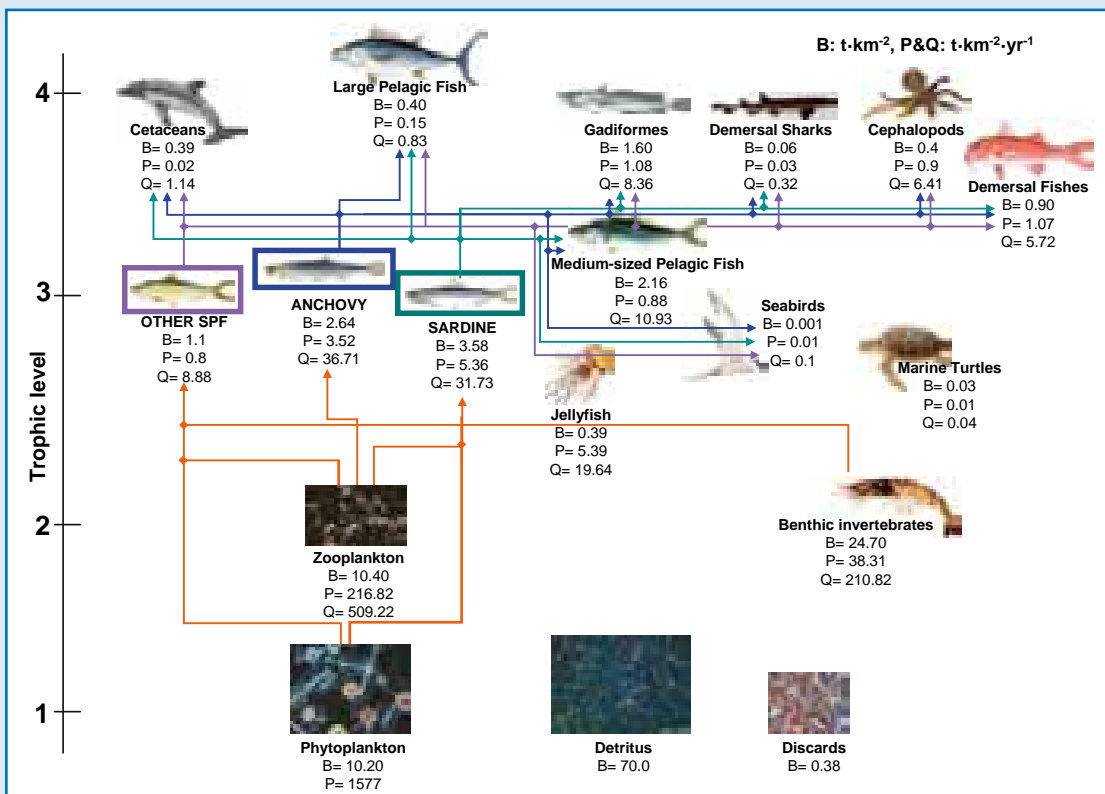 B: t·km⁻², P&Q: t·km⁻²·yr⁻¹
Trophic level
4
3
2
1
Cetaceans
B= 0.39
P= 0.02
Q= 1.14
Large Pelagic Fish
B= 0.40
P= 0.15
Q= 0.83
Gadiformes
B= 1.60
P= 1.08
Q= 8.36
Demersal Sharks
B= 0.06
P= 0.03
Q= 0.32
Cephalopods
B= 0.4
P= 0.9
Q= 6.41
Demersal Fishes
B= 0.90
P= 1.07
Q= 5.72
OTHER SPF
B= 1.1
P= 0.8
Q= 8.88
ANCHOVY
B= 2.64
P= 3.52
Q= 36.71
SARDINE
B= 3.58
P= 5.36
Q= 31.73
Medium-sized Pelagic Fish
B= 2.16
P= 0.88
Q= 10.93
Seabirds
B= 0.001
P= 0.01
Q= 0.1
Marine Turtles
B= 0.03
P= 0.01
Q= 0.04
Jellyfish
B= 0.39
P= 5.39
Q= 19.64
Zooplankton
B= 10.40
P= 216.82
Q= 509.22
Benthic invertebrates
B= 24.70
P= 38.31
Q= 210.82
Phytoplankton
B= 10.20
P= 1577
Detritus
B= 70.0
Discards
B= 0.38